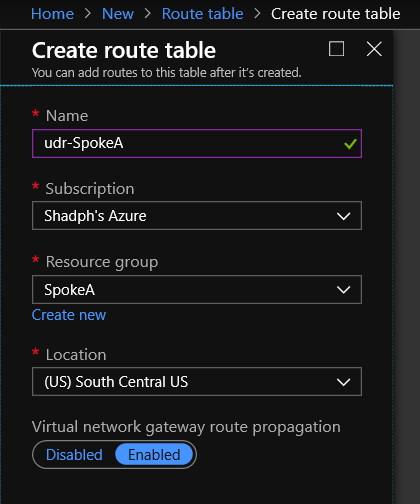 Home > New > Route table > Create route table
Create route table
You can add routes to this table after it's created.
* Name
udr-SpokeA
* Subscription
Shadph's Azure
* Resource group
SpokeA
Create new
* Location
(US) South Central US
Virtual network gateway route propagation
Disabled Enabled